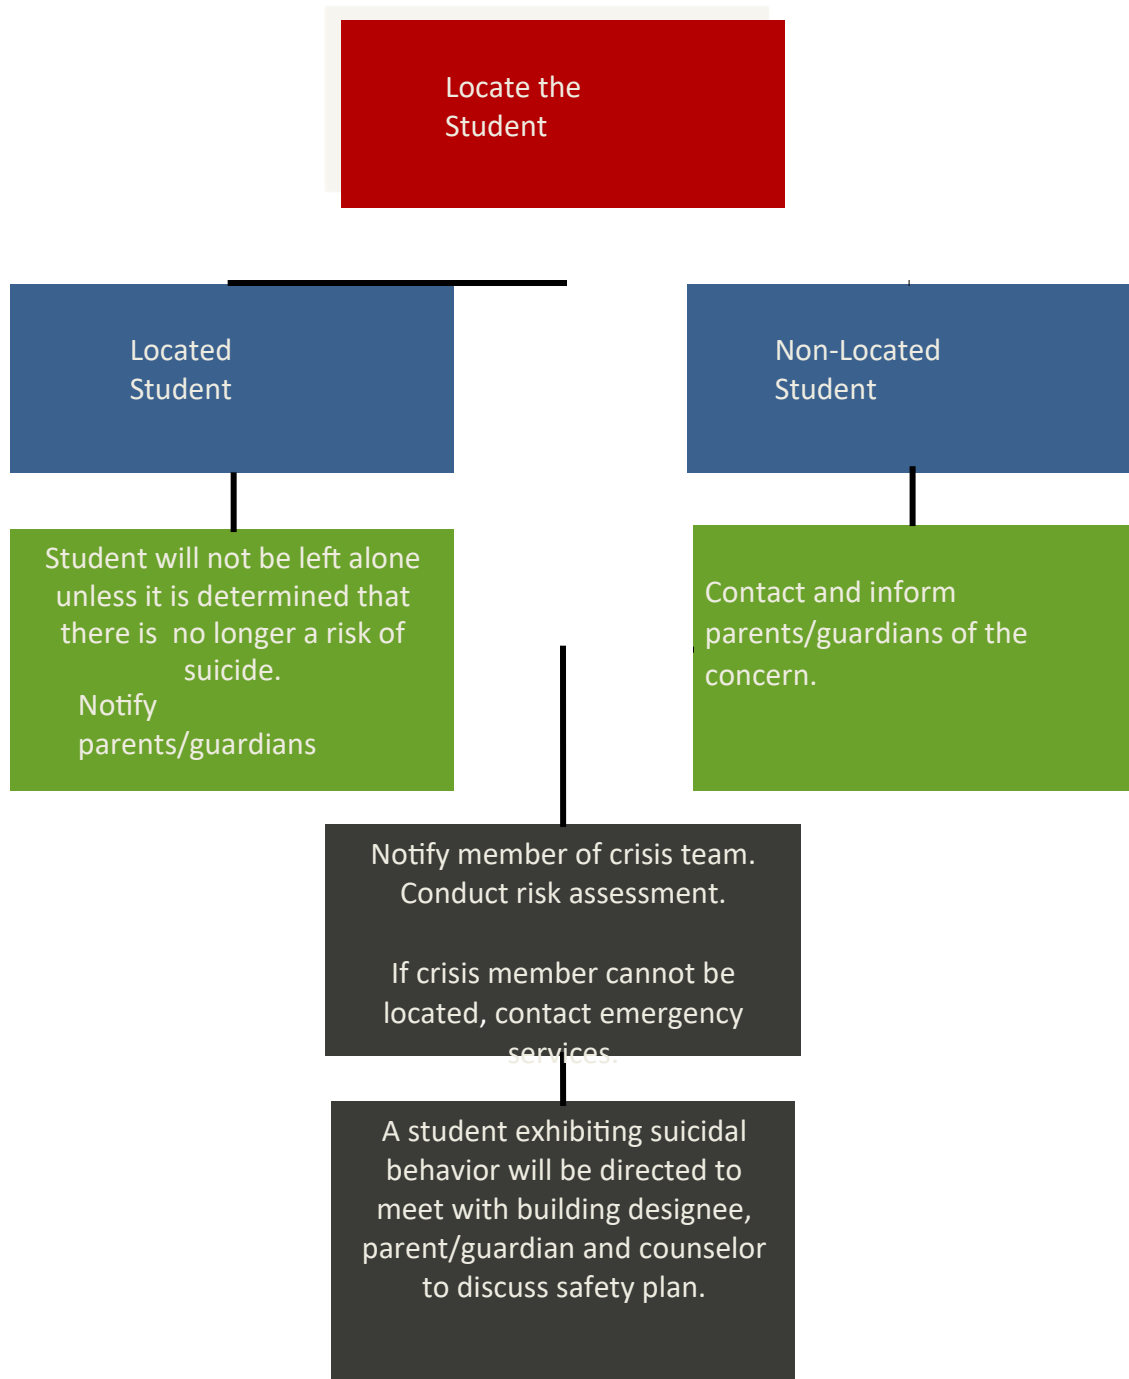 Locate the
Student
Located
Student
Non-Located
Student
Student will not be left alone
unless it is determined that
there is  no longer a risk of
suicide.
Notify
parents/guardians
Contact and inform
parents/guardians of the
concern.
Notify member of crisis team.
Conduct risk assessment.
If crisis member cannot be
located, contact emergency
services.
A student exhibiting suicidal
behavior will be directed to
meet with building designee,
parent/guardian and counselor
to discuss safety plan.